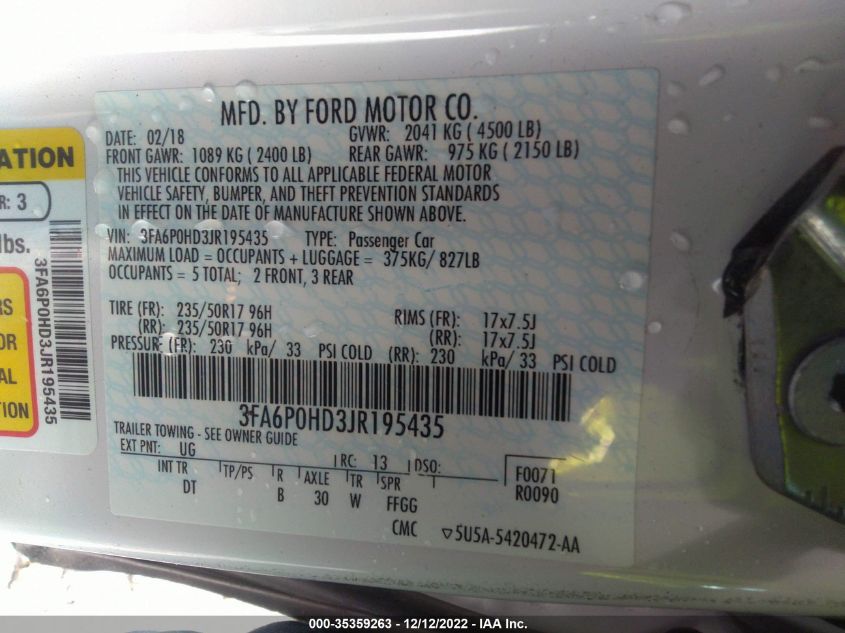 MFD. BY FORD MOTOR CO.
DATE: 02/18 GVWR: 2041 KG ( 4500 LB)
FRONT GAWR: 1089 KG ( 2400 LB) REAR GAWR: 975 KG ( 2150 LB)
THIS VEHICLE CONFORMS TO ALL APPLICABLE FEDERAL MOTOR
VEHICLE SAFETY, BUMPER, AND THEFT PREVENTION STANDARDS
IN EFFECT ON THE DATE OF MANUFACTURE SHOWN ABOVE.
VIN: 3FA6P0HD3JR195435 TYPE: Passenger Car
MAXIMUM LOAD = OCCUPANTS + LUGGAGE = 375KG/ 827LB
OCCUPANTS = 5 TOTAL; 2 FRONT, 3 REAR
TIRE (FR): 235/50R17 96H RIMS (FR): 17x7.5J
(RR): 235/50R17 96H (RR): 17x7.5J
PRESSURE: (FR): 230 kPa/ 33 PSI COLD (RR): 230 kPa/ 33 PSI COLD
3FA6P0HD3JR195435
TRAILER TOWING - SEE OWNER GUIDE
EXT PNT: UG RC: 13 DSO: F0071
INT TR TP/PS R AXLE TR SPR R0090
DT B 30 W FFGG
CMC ▽5U5A-5420472-AA
ATION
R: 3
lbs.
RS
OR
AL
TION
3FA6P0HD3JR195435
000-35359263 - 12/12/2022 - IAA Inc.